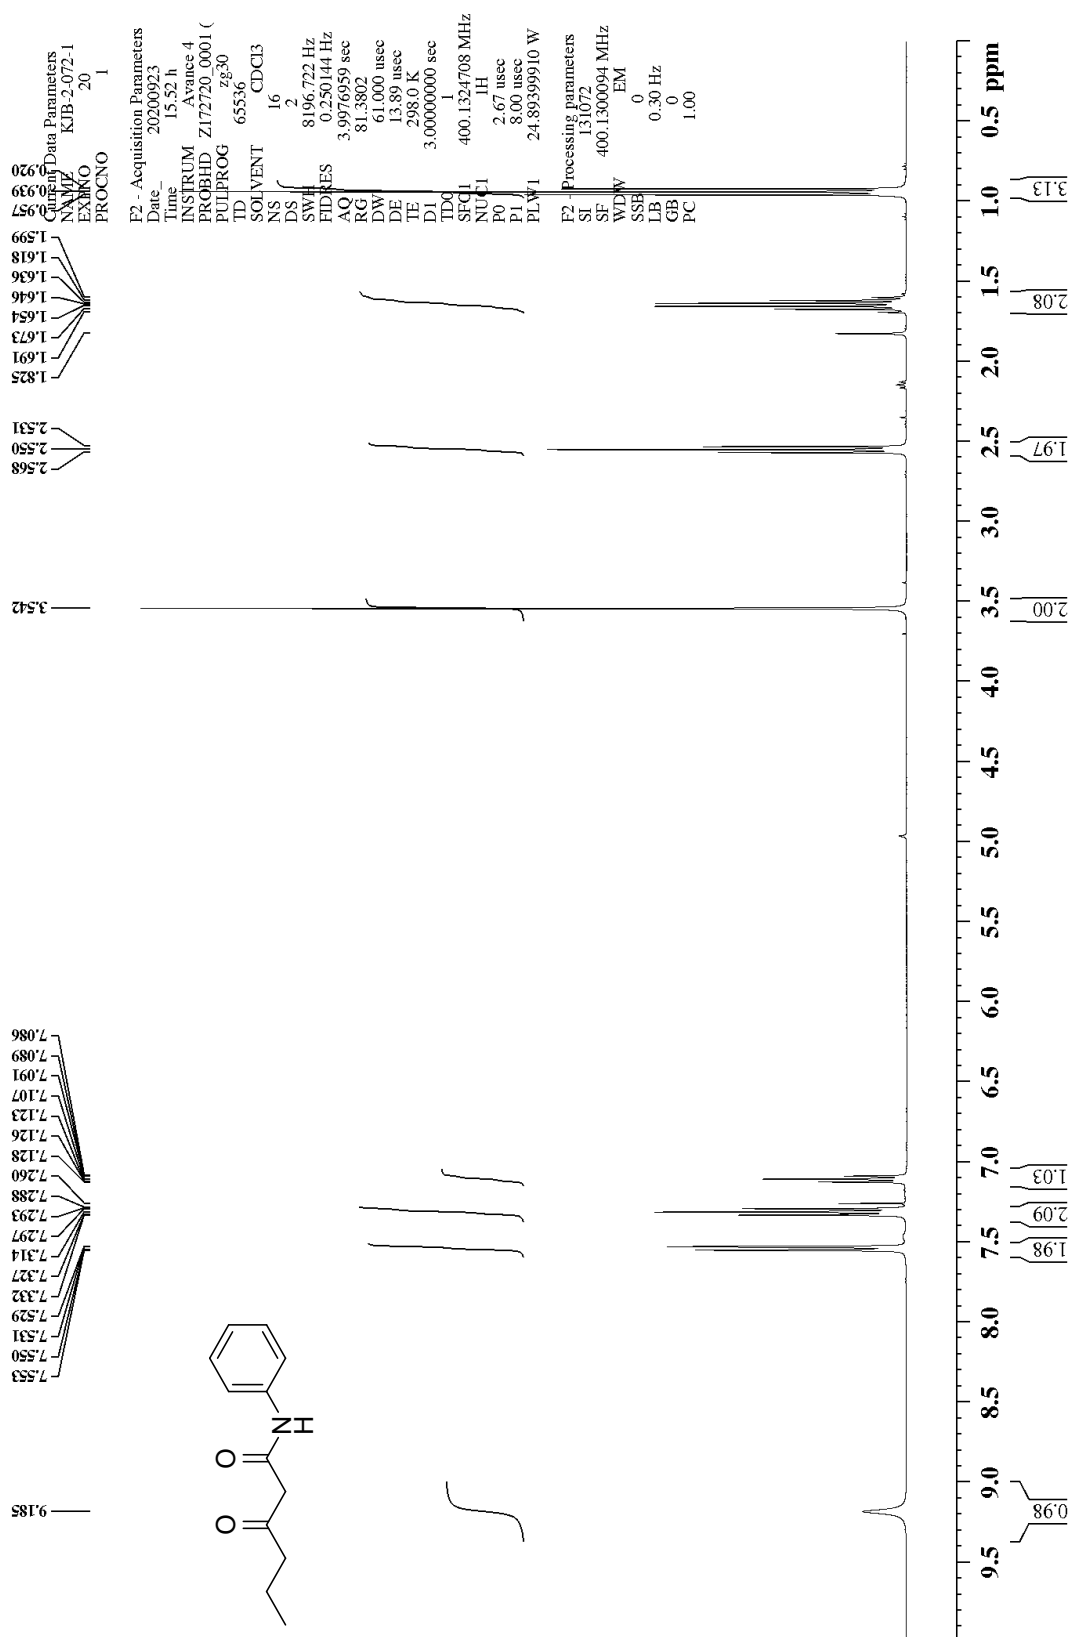 9.185
7.553
7.550
7.531
7.529
7.332
7.327
7.314
7.297
7.293
7.288
7.260
7.128
7.126
7.123
7.107
7.091
7.089
7.086
3.542
2.568
2.550
2.531
1.825
1.691
1.673
1.654
1.646
1.636
1.618
1.599
0.957
0.939
0.920
Current Data Parameters
NAME KJB-2-072-1
EXPNO 20
PROCNO 1
F2 - Acquisition Parameters
Date_ 20200923
Time 15.52 h
INSTRUM Avance 4
PROBHD Z172720_0001 (
PULPROG zg30
TD 65536
SOLVENT CDCl3
NS 16
DS 2
SWH 8196.722 Hz
FIDRES 0.250144 Hz
AQ 3.9976959 sec
RG 81.3802
DW 61.000 usec
DE 13.89 usec
TE 298.0 K
D1 3.00000000 sec
TD0 1
SFO1 400.1324708 MHz
NUC1 1H
P0 2.67 usec
P1 8.00 usec
PLW1 24.89399910 W
F2 - Processing parameters
SI 131072
SF 400.1300094 MHz
WDW EM
SSB 0
LB 0.30 Hz
GB 0
PC 1.00
O O
N
H
9.5 9.0 8.5 8.0 7.5 7.0 6.5 6.0 5.5 5.0 4.5 4.0 3.5 3.0 2.5 2.0 1.5 1.0 0.5 ppm
0.98
1.98
2.09
1.03
2.00
1.97
2.08
3.13